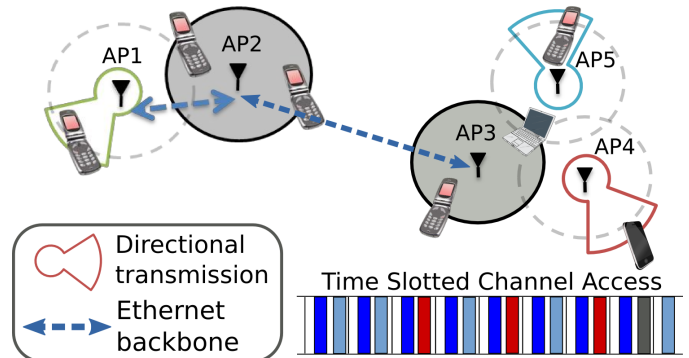 AP1
AP2
AP5
AP3
AP4
Directional
transmission
Ethernet
backbone
Time Slotted Channel Access